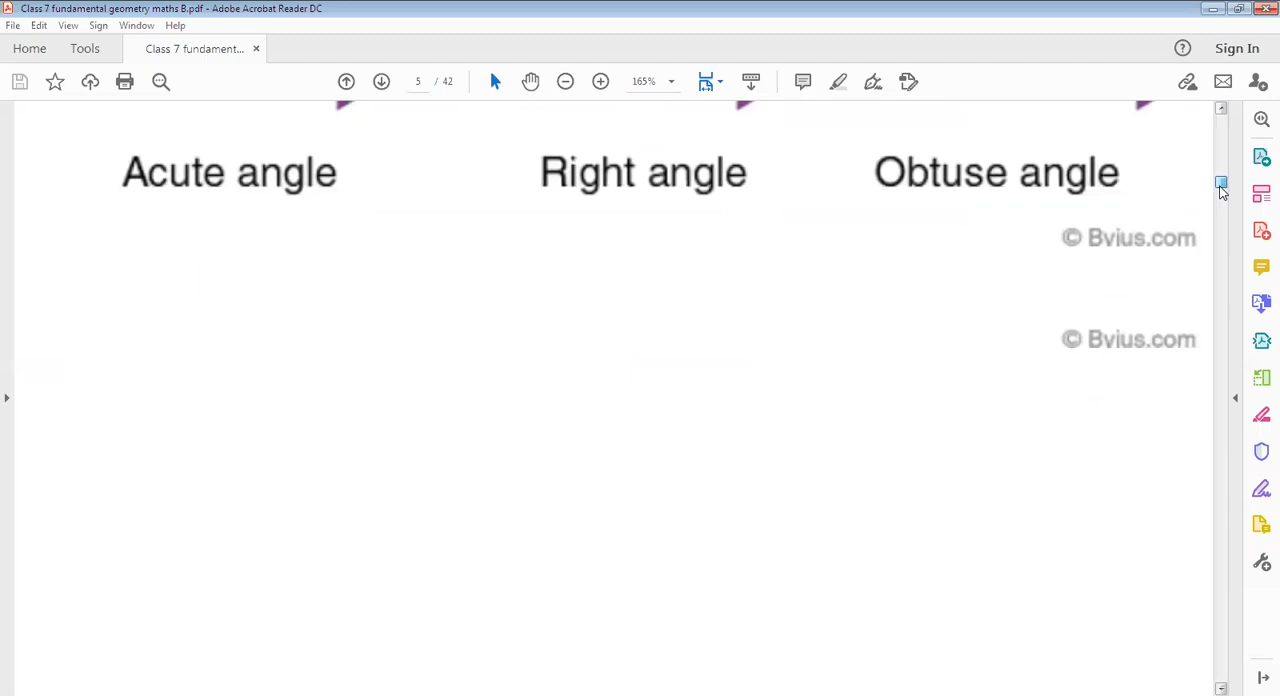 Class 7 fundamental geometry maths B.pdf - Adobe Acrobat Reader DC
File Edit View Sign Window Help
Home Tools Class 7 fundament... × Sign In
5 / 42 165%
Acute angle Right angle Obtuse angle
© Bvius.com
© Bvius.com